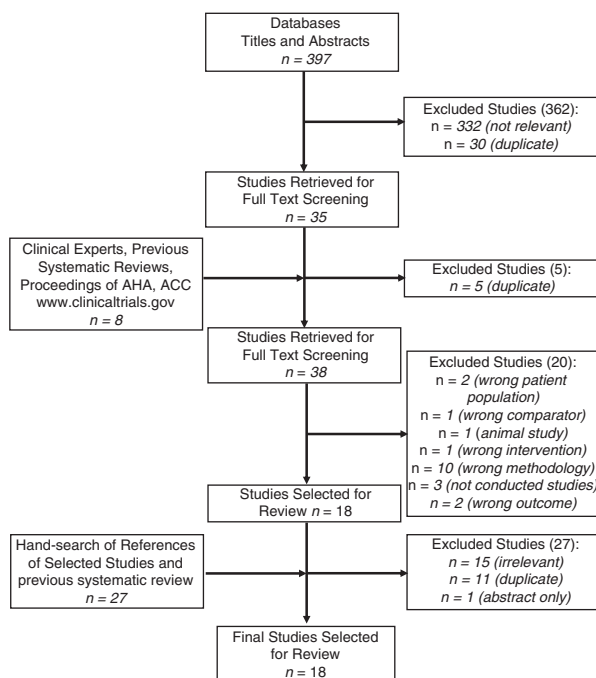 Databases
Titles and Abstracts
n = 397
Excluded Studies (362):
n = 332 (not relevant)
n = 30 (duplicate)
Studies Retrieved for
Full Text Screening
n = 35
Clinical Experts, Previous
Systematic Reviews,
Proceedings of AHA, ACC
www.clinicaltrials.gov
n = 8
Excluded Studies (5):
n = 5 (duplicate)
Studies Retrieved for
Full Text Screening
n = 38
Excluded Studies (20):
n = 2 (wrong patient
population)
n = 1 (wrong comparator)
n = 1 (animal study)
n = 1 (wrong intervention)
n = 10 (wrong methodology)
n = 3 (not conducted studies)
n = 2 (wrong outcome)
Studies Selected for
Review n = 18
Hand-search of References
of Selected Studies and
previous systematic review
n = 27
Excluded Studies (27):
n = 15 (irrelevant)
n = 11 (duplicate)
n = 1 (abstract only)
Final Studies Selected
for Review
n = 18